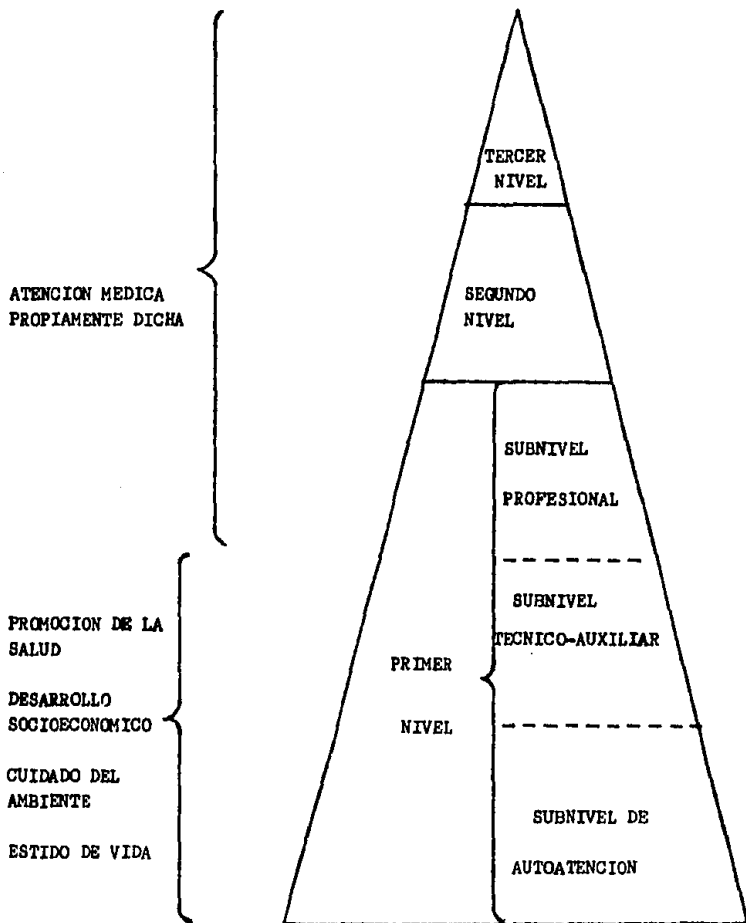 TERCER
NIVEL
ATENCION MEDICA
PROPIAMENTE DICHA
SEGUNDO
NIVEL
SUBNIVEL
PROFESIONAL
SUBNIVEL
TECNICO-AUXILIAR
PROMOCION DE LA
SALUD
DESARROLLO
SOCIOECONOMICO
CUIDADO DEL
AMBIENTE
ESTIDO DE VIDA
PRIMER
NIVEL
SUBNIVEL DE
AUTOATENCION